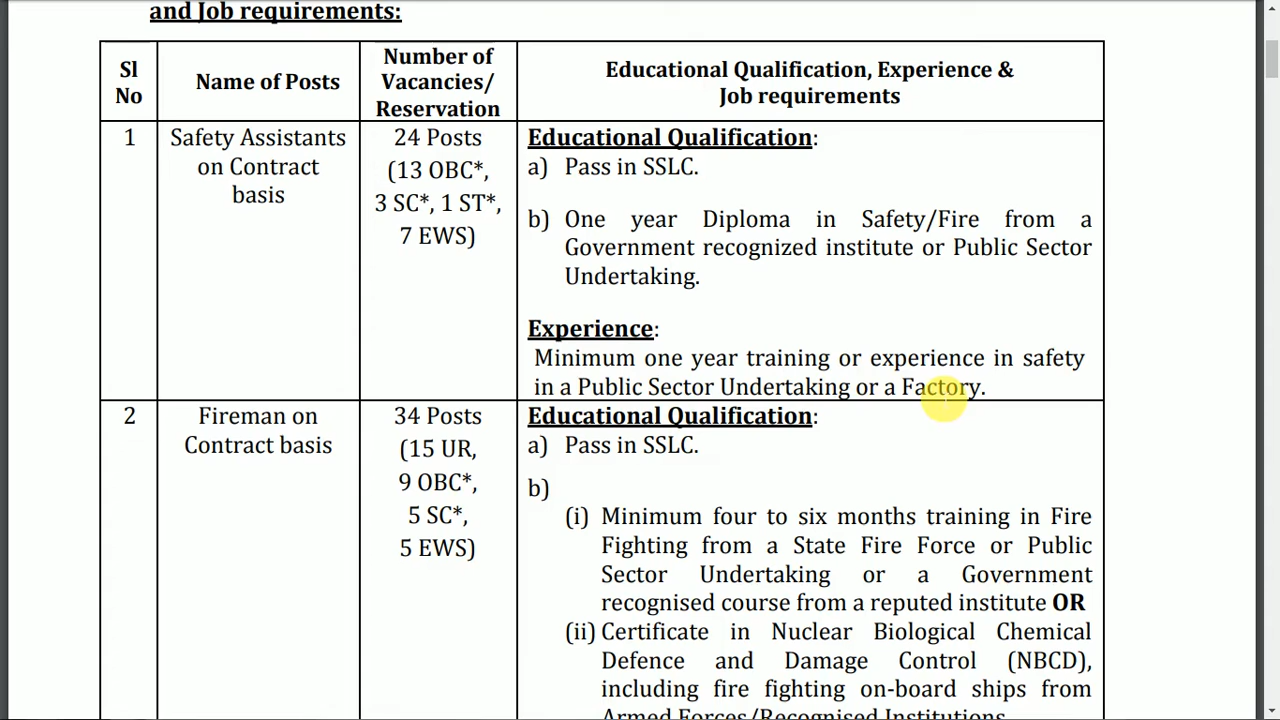 and Job requirements:
Sl
No
Name of Posts
Number of
Vacancies/
Reservation
Educational Qualification, Experience &
Job requirements
1
Safety Assistants
on Contract
basis
24 Posts
(13 OBC*,
3 SC*, 1 ST*,
7 EWS)
Educational Qualification:
a) Pass in SSLC.
b) One year Diploma in Safety/Fire from a
Government recognized institute or Public Sector
Undertaking.
Experience:
Minimum one year training or experience in safety
in a Public Sector Undertaking or a Factory.
2
Fireman on
Contract basis
34 Posts
(15 UR,
9 OBC*,
5 SC*,
5 EWS)
Educational Qualification:
a) Pass in SSLC.
b)
(i) Minimum four to six months training in Fire
Fighting from a State Fire Force or Public
Sector Undertaking or a Government
recognised course from a reputed institute OR
(ii) Certificate in Nuclear Biological Chemical
Defence and Damage Control (NBCD),
including fire fighting on-board ships from
Armed Forces/Recognised Institutions